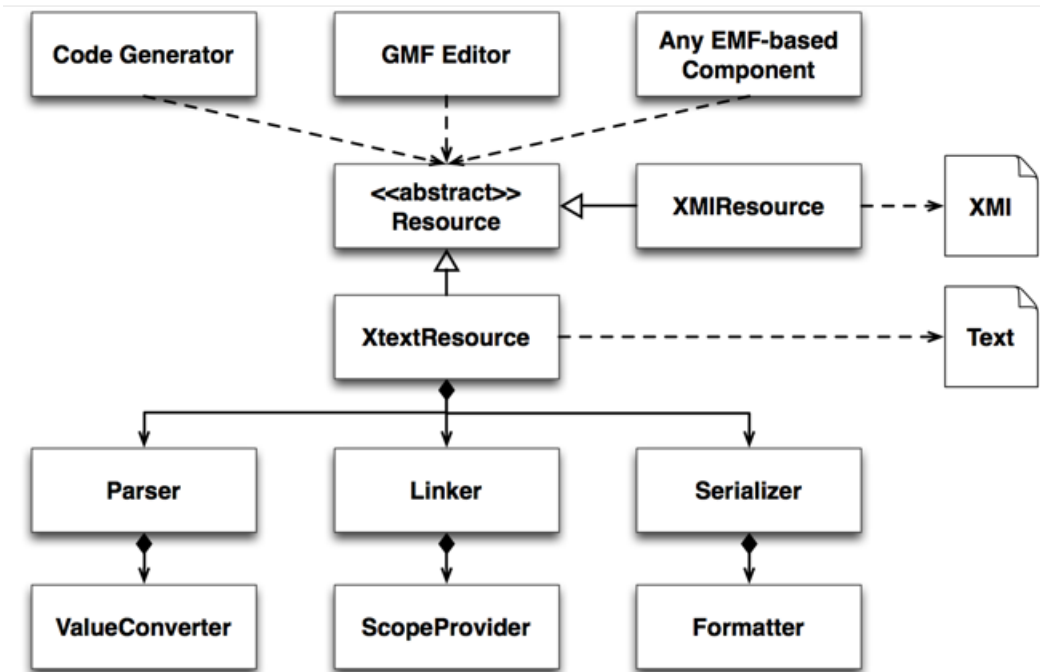 Code Generator
GMF Editor
Any EMF-based
Component
<<abstract>>
Resource
XMIResource
XMI
XtextResource
Text
Parser
Linker
Serializer
ValueConverter
ScopeProvider
Formatter